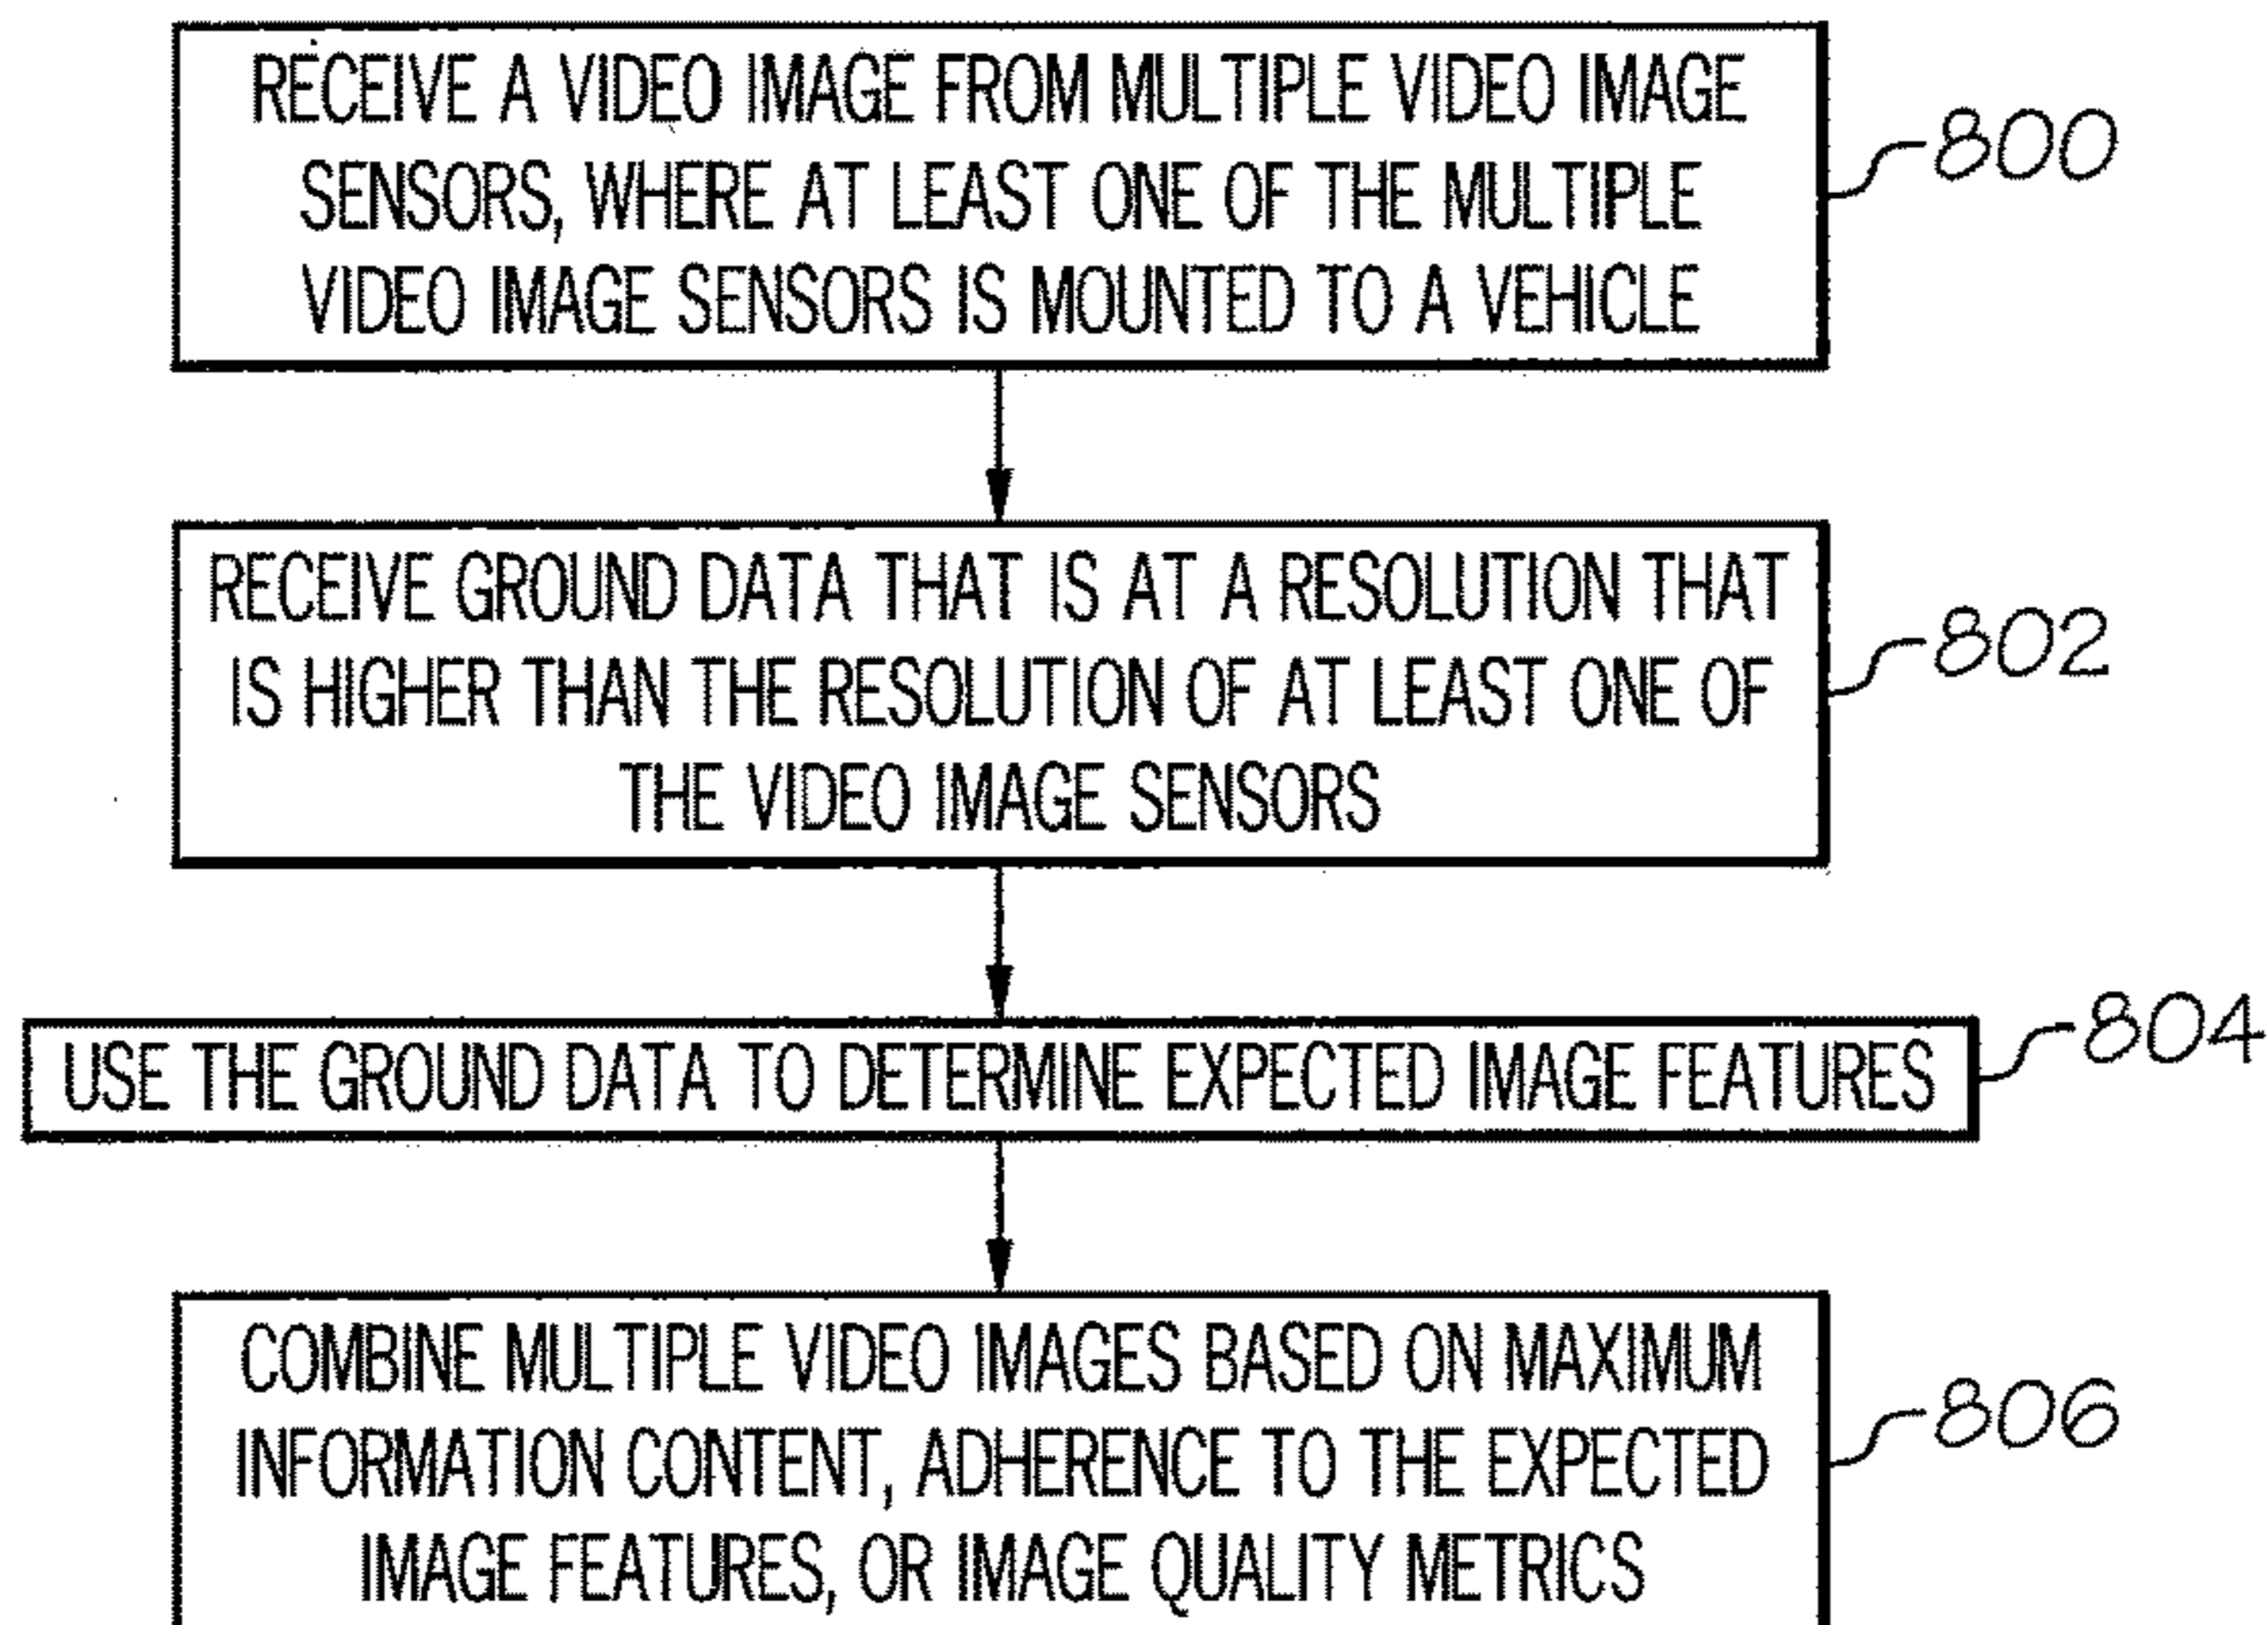 RECEIVE A VIDEO IMAGE FROM MULTIPLE VIDEO IMAGE
SENSORS, WHERE AT LEAST ONE OF THE MULTIPLE
VIDEO IMAGE SENSORS IS MOUNTED TO A VEHICLE
800
RECEIVE GROUND DATA THAT IS AT A RESOLUTION THAT
IS HIGHER THAN THE RESOLUTION OF AT LEAST ONE OF
THE VIDEO IMAGE SENSORS
802
USE THE GROUND DATA TO DETERMINE EXPECTED IMAGE FEATURES
804
COMBINE MULTIPLE VIDEO IMAGES BASED ON MAXIMUM
INFORMATION CONTENT, ADHERENCE TO THE EXPECTED
IMAGE FEATURES, OR IMAGE QUALITY METRICS
806